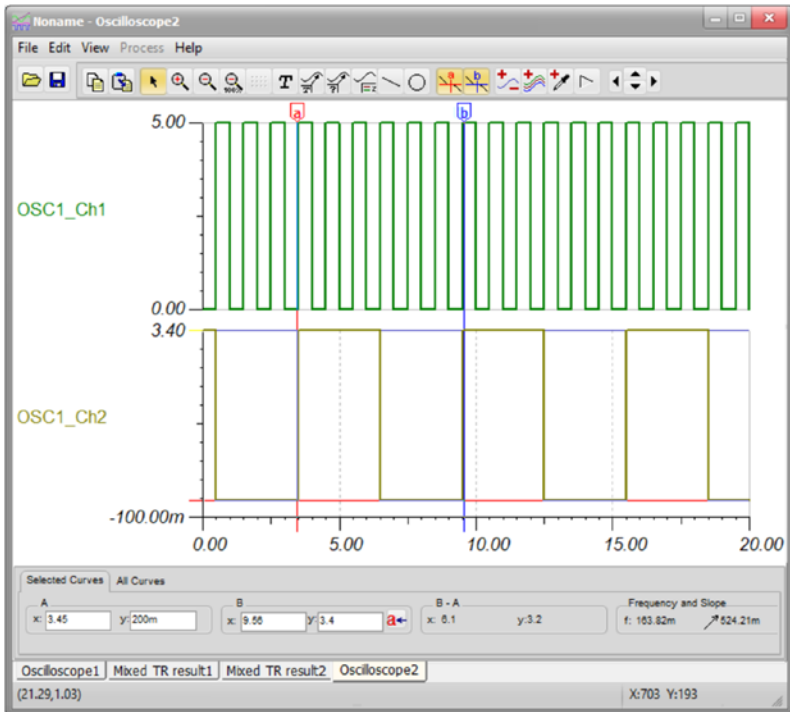 Noname - Oscilloscope2
File Edit View Process Help
T
a b
a b
5.00
OSC1_Ch1
0.00
3.40
OSC1_Ch2
-100.00m
0.00 5.00 10.00 15.00 20.00
Selected Curves All Curves
A B B - A Frequency and Slope
x: 3.45 y: 200m x: 9.56 y: 3.4 a x: 6.1 y:3.2 f: 163.82m 524.21m
Oscilloscope1 Mixed TR result1 Mixed TR result2 Oscilloscope2
(21.29,1.03) X:703 Y:193